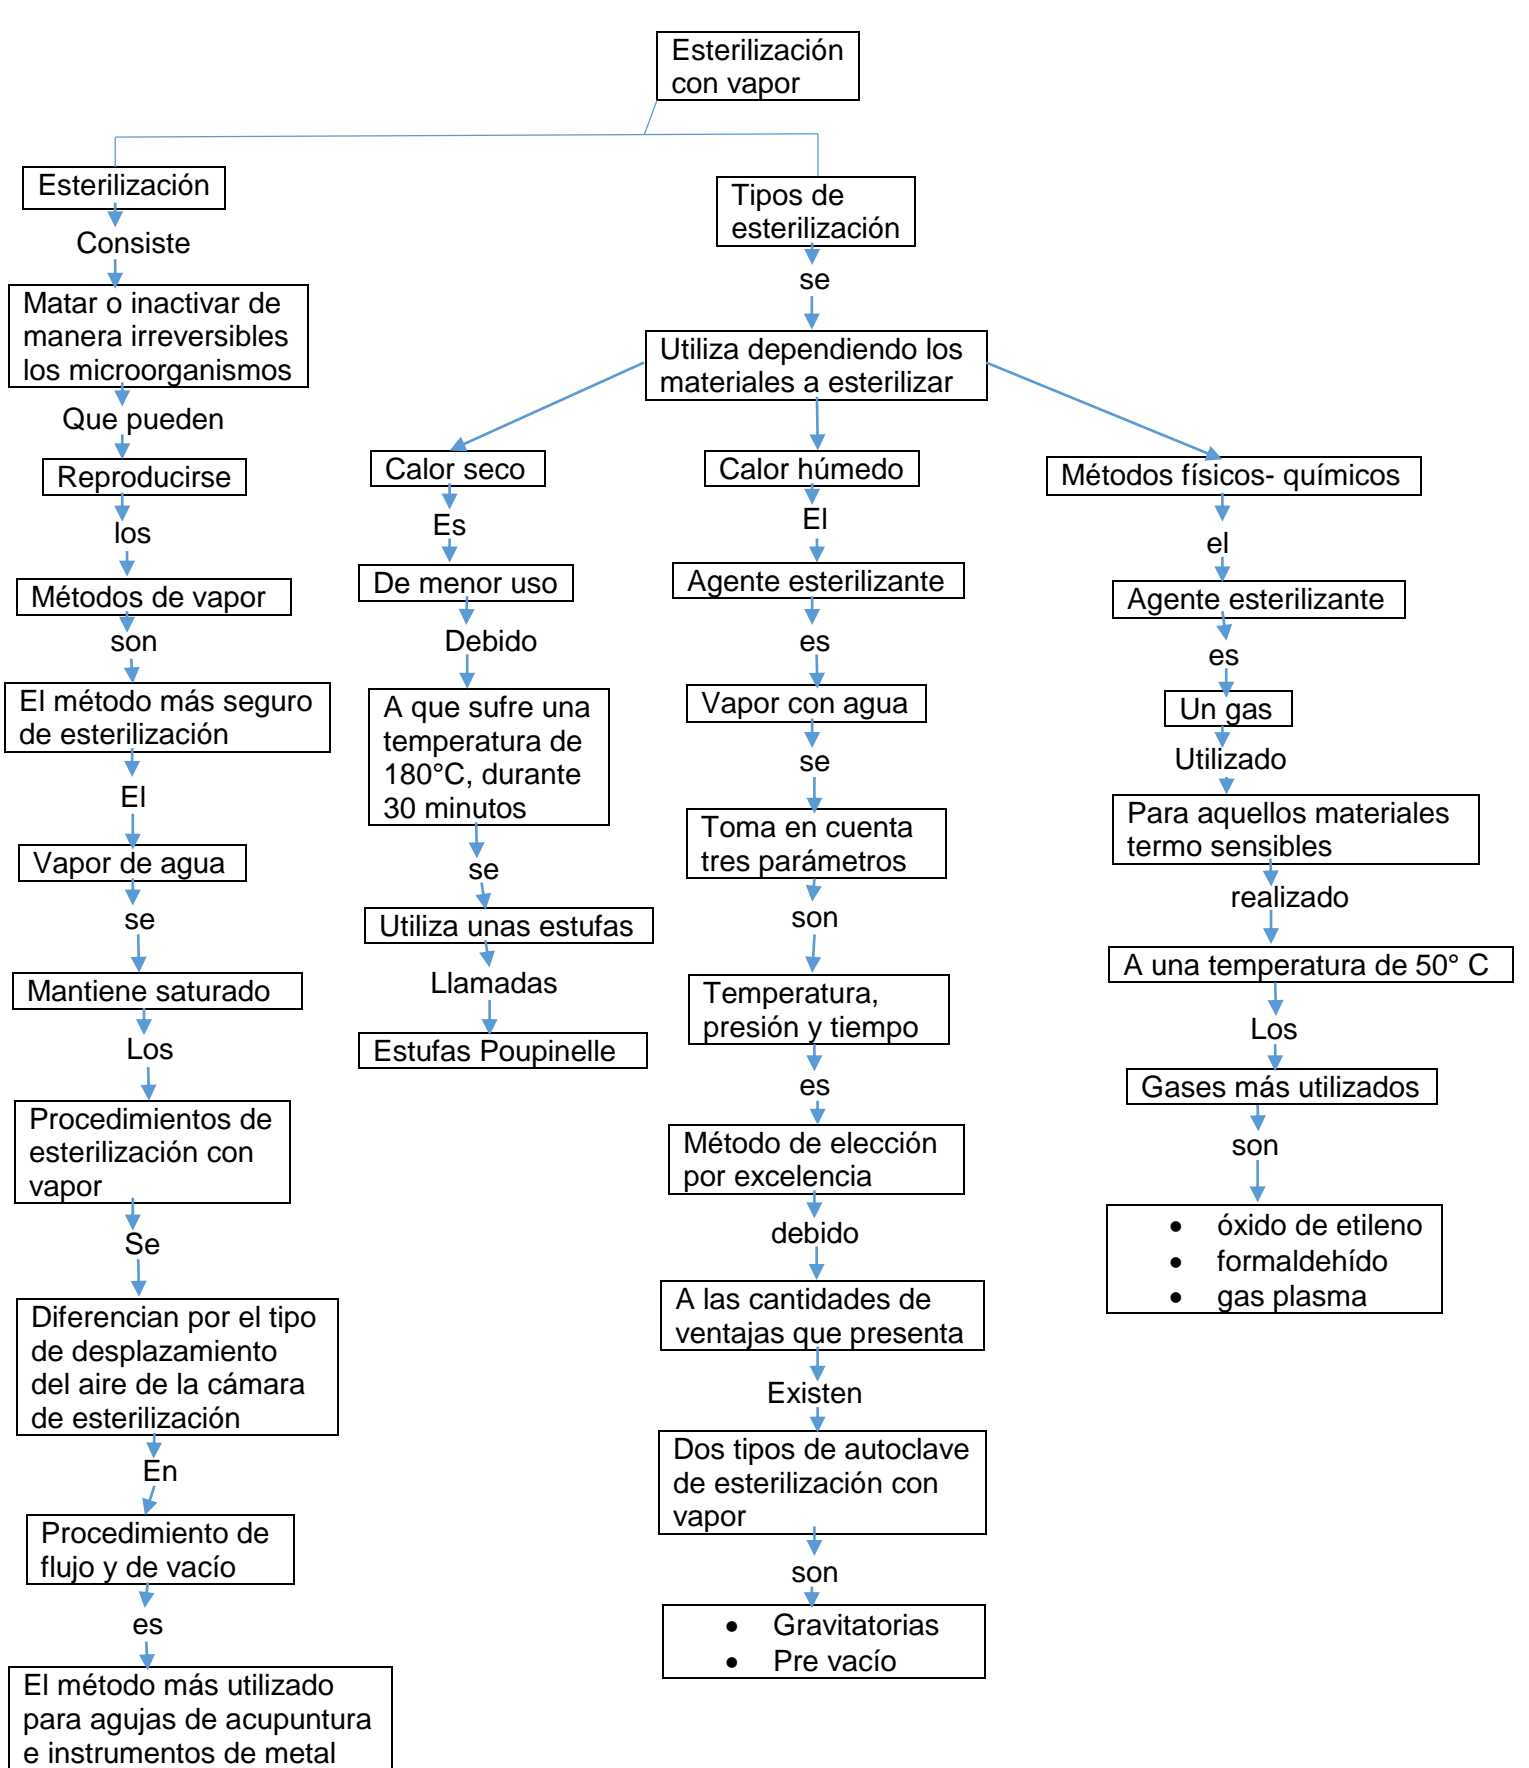 Esterilización
con vapor
Esterilización
Consiste
Matar o inactivar de
manera irreversibles
los microorganismos
Que pueden
Reproducirse
los
Métodos de vapor
son
El método más seguro
de esterilización
El
Vapor de agua
se
Mantiene saturado
Los
Procedimientos de
esterilización con
vapor
Se
Diferencian por el tipo
de desplazamiento
del aire de la cámara
de esterilización
En
Procedimiento de
flujo y de vacío
es
El método más utilizado
para agujas de acupuntura
e instrumentos de metal
Tipos de
esterilización
se
Utiliza dependiendo los
materiales a esterilizar
Calor seco
Es
De menor uso
Debido
A que sufre una
temperatura de
180°C, durante
30 minutos
se
Utiliza unas estufas
Llamadas
Estufas Poupinelle
Calor húmedo
El
Agente esterilizante
es
Vapor con agua
se
Toma en cuenta
tres parámetros
son
Temperatura,
presión y tiempo
es
Método de elección
por excelencia
debido
A las cantidades de
ventajas que presenta
Existen
Dos tipos de autoclave
de esterilización con
vapor
son
• Gravitatorias
• Pre vacío
Métodos físicos- químicos
el
Agente esterilizante
es
Un gas
Utilizado
Para aquellos materiales
termo sensibles
realizado
A una temperatura de 50° C
Los
Gases más utilizados
son
• óxido de etileno
• formaldehído
• gas plasma